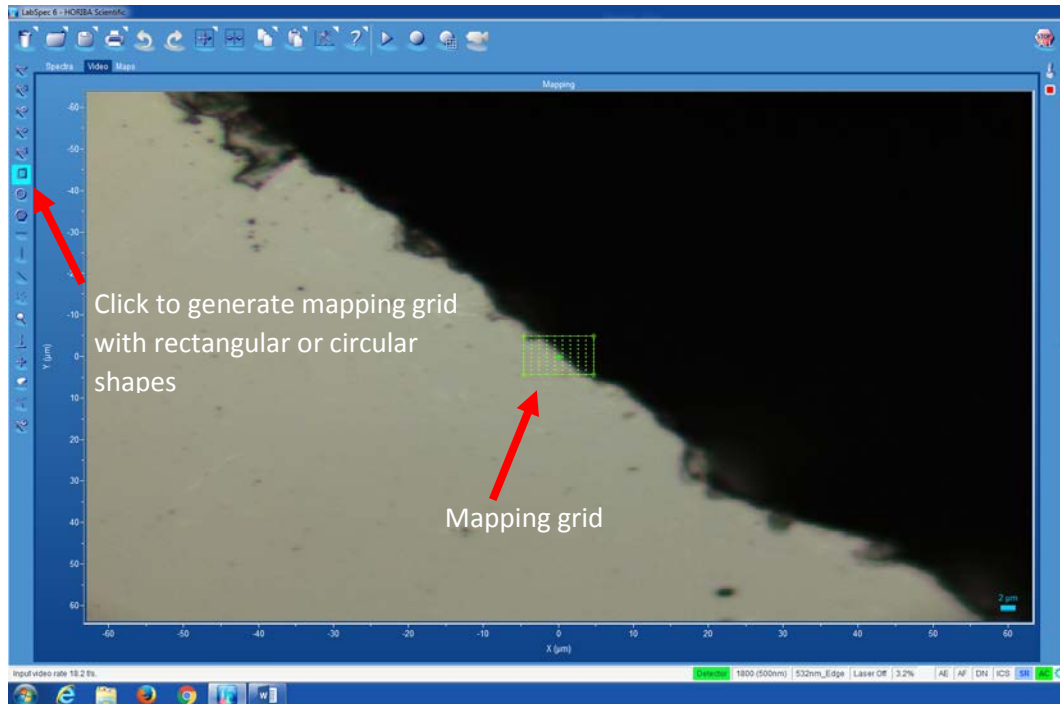 LabSpec 6 - HORIBA Scientific
Spectra Video Maps
Mapping
-60
-50
-40
-30
-10
0
10
20
30
40
50
60
Y (µm)
Click to generate mapping grid
with rectangular or circular
shapes
Mapping grid
2 µm
-60 -50 -40 -30 -20 -10 0 10 20 30 40 50 60
X (µm)
STOP
Input video rate 18.2 f/s.
Detector 1800 (500nm) 532nm_Edge Laser Off 3.2% AE AF DN ICS SR AC